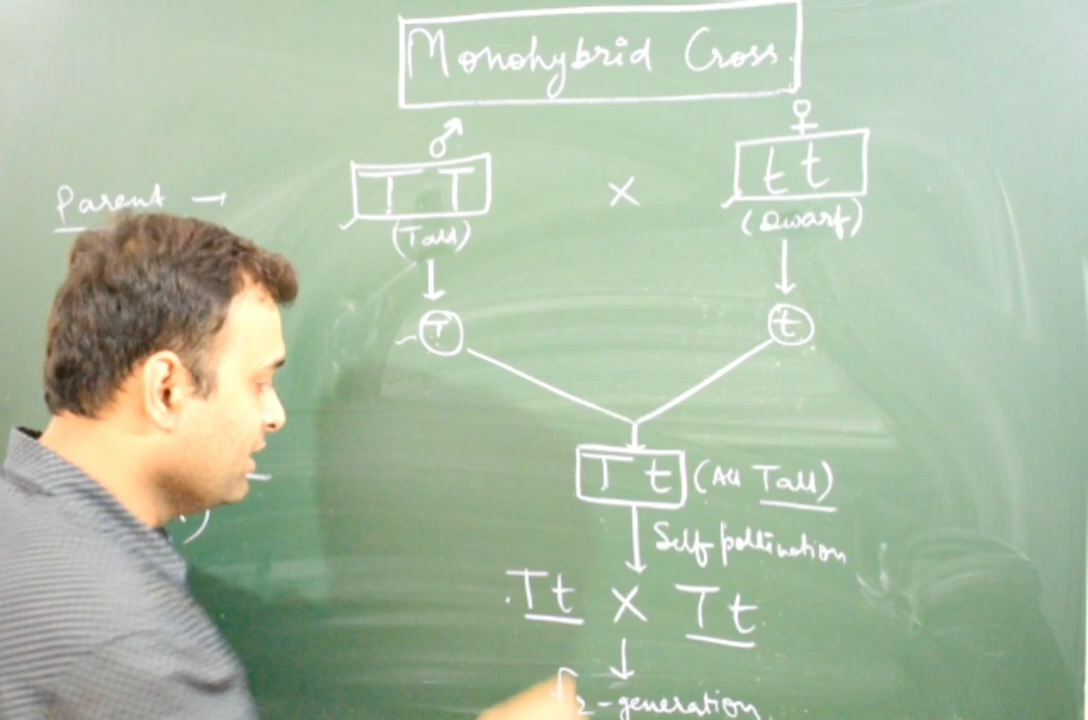 Monohybrid Cross
♂ ♀
Parent → T T × t t
(Tall) (Dwarf)
T t
T t (All Tall)
Self pollination
Tt × Tt
F2-generation